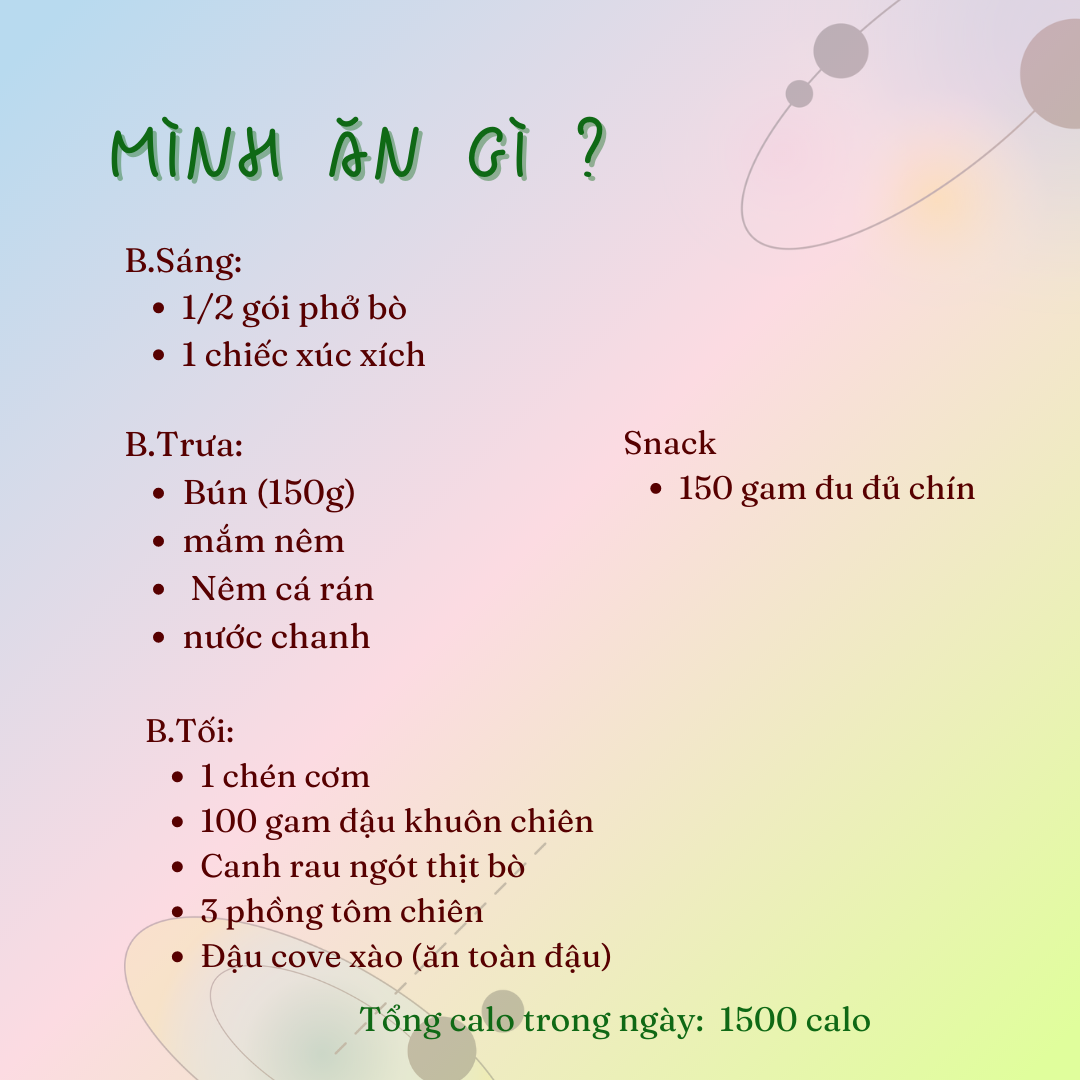 MÌNH ĂN GÌ ?
B.Sáng:
• 1/2 gói phở bò
• 1 chiếc xúc xích
B.Trưa:
• Bún (150g)
• mắm nêm
• Nêm cá rán
• nước chanh
Snack
• 150 gam đu đủ chín
B.Tối:
• 1 chén cơm
• 100 gam đậu khuôn chiên
• Canh rau ngót thịt bò
• 3 phồng tôm chiên
• Đậu cove xào (ăn toàn đậu)
Tổng calo trong ngày: 1500 calo